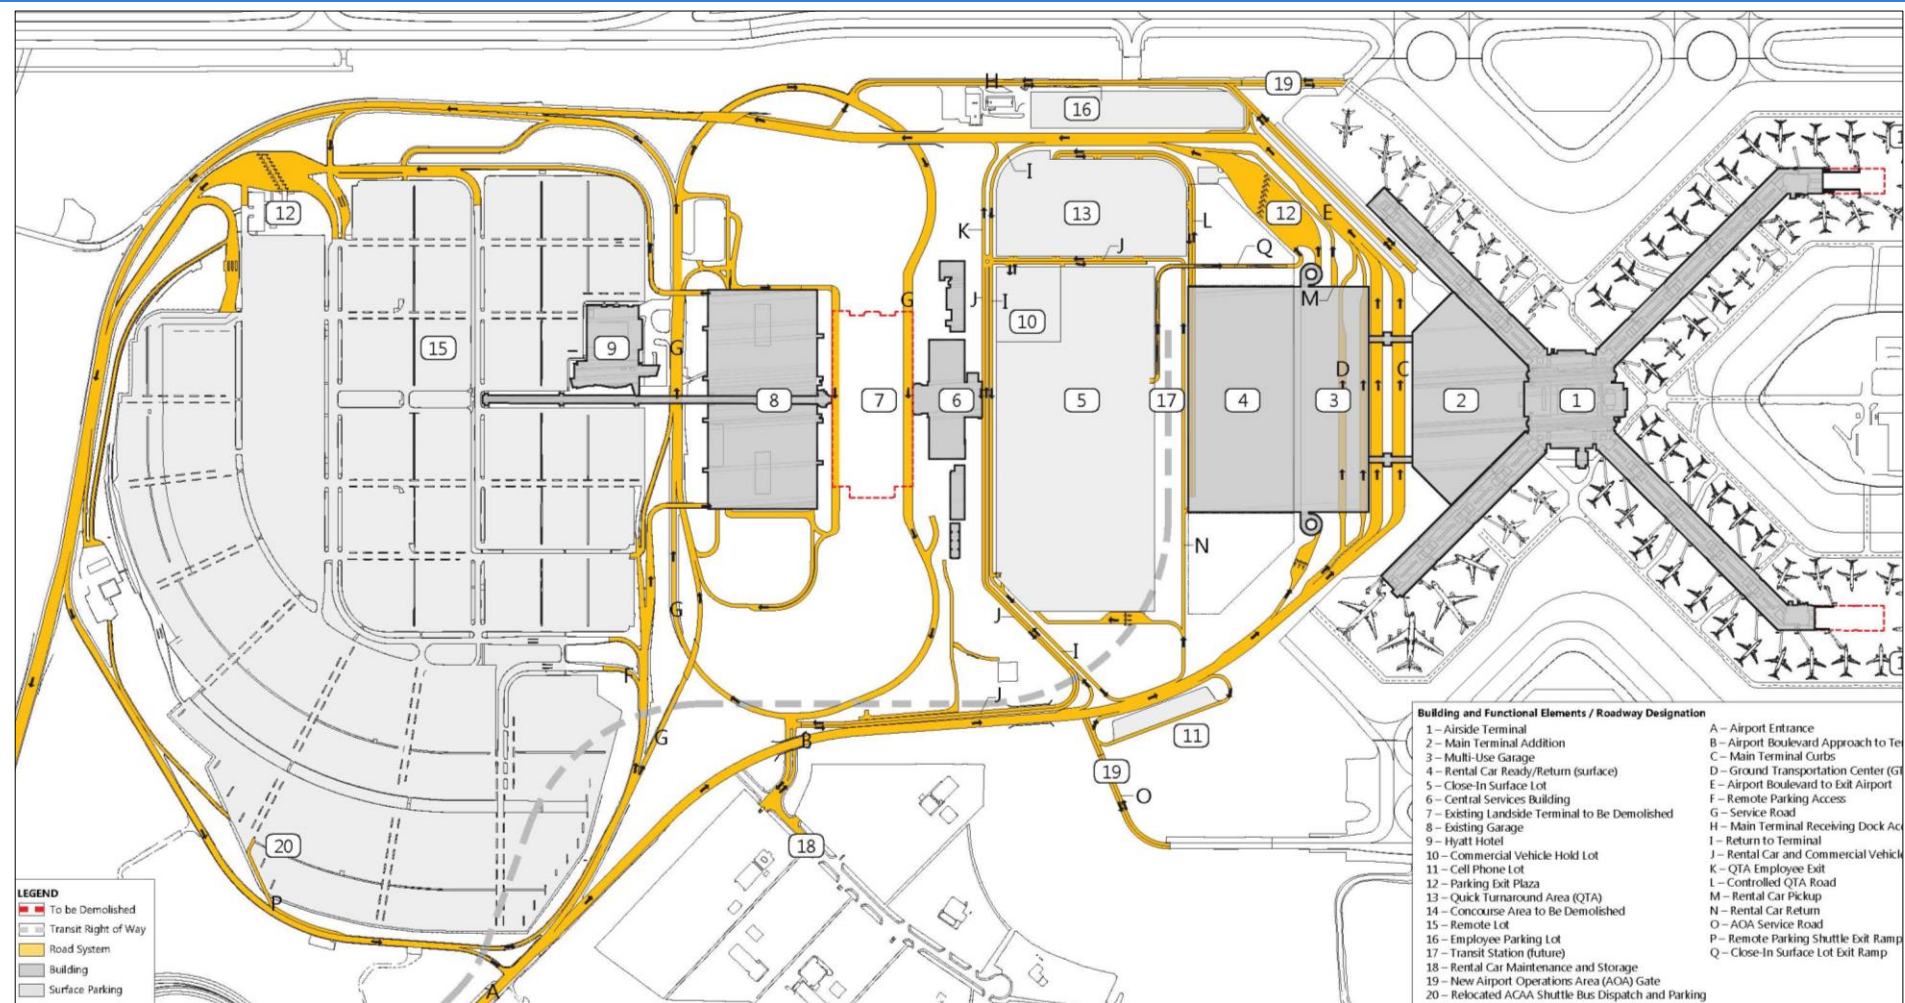 H
19
16
I
12
13
12
E
L
K
J
Q
G
J
I
M
10
15
9
G
D
C
8
7
6
5
17
4
3
2
1
N
G
J
I
F
J
G
B
11
19
O
20
18
P
A
LEGEND
To be Demolished
Transit Right of Way
Road System
Building
Surface Parking
Building and Functional Elements / Roadway Designation
1 – Airside Terminal
2 – Main Terminal Addition
3 – Multi-Use Garage
4 – Rental Car Ready/Return (surface)
5 – Close-In Surface Lot
6 – Central Services Building
7 – Existing Landside Terminal to Be Demolished
8 – Existing Garage
9 – Hyatt Hotel
10 – Commercial Vehicle Hold Lot
11 – Cell Phone Lot
12 – Parking Exit Plaza
13 – Quick Turnaround Area (QTA)
14 – Concourse Area to Be Demolished
15 – Remote Lot
16 – Employee Parking Lot
17 – Transit Station (future)
18 – Rental Car Maintenance and Storage
19 – New Airport Operations Area (AOA) Gate
20 – Relocated ACAA Shuttle Bus Dispatch and Parking
A – Airport Entrance
B – Airport Boulevard Approach to
C – Main Terminal Curbs
D – Ground Transportation Center
E – Airport Boulevard to Exit Airport
F – Remote Parking Access
G – Service Road
H – Main Terminal Receiving Dock
I – Return to Terminal
J – Rental Car and Commercial
K – QTA Employee Exit
L – Controlled QTA Road
M – Rental Car Pickup
N – Rental Car Return
O – AOA Service Road
P – Remote Parking Shuttle Exit Ramp
Q – Close-In Surface Lot Exit Ramp